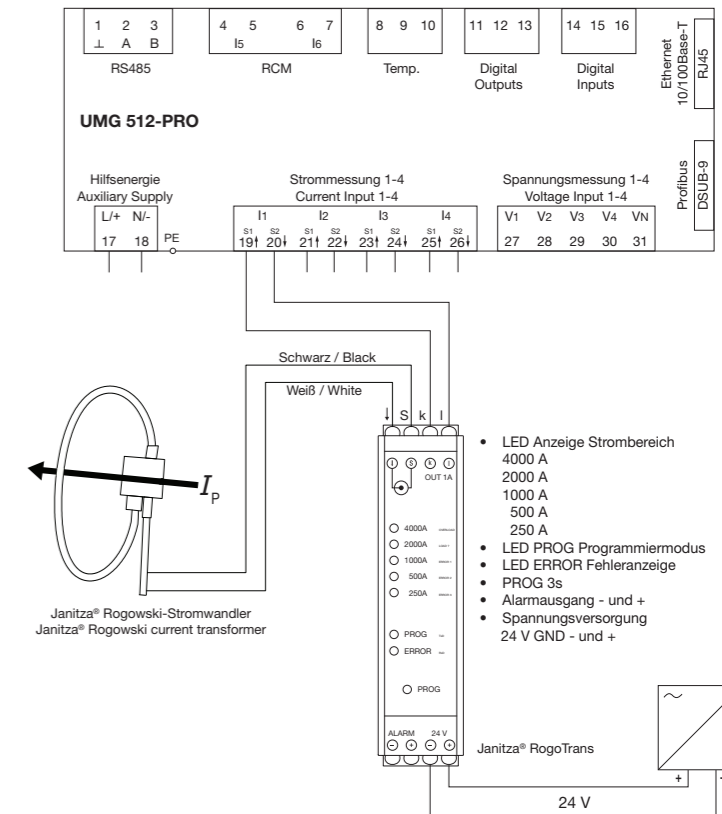 1 2 3
⊥ A B
RS485
4 5 6 7
I5 I6
RCM
8 9 10
Temp.
11 12 13
Digital
Outputs
14 15 16
Digital
Inputs
Ethernet
10/100Base-T
RJ45
UMG 512-PRO
Profibus
DSUB-9
Hilfsenergie
Auxiliary Supply
L/+ N/-
17 18
PE
Strommessung 1-4
Current Input 1-4
I1 I2 I3 I4
S1 S2 S1 S2 S1 S2 S1 S2
19 20 21 22 23 24 25 26
Spannungsmessung 1-4
Voltage Input 1-4
V1 V2 V3 V4 VN
27 28 29 30 31
Schwarz / Black
Weiß / White
↓ S k l
IP
Janitza® Rogowski-Stromwandler
Janitza® Rogowski current transformer
S k l
OUT 1A
4000A
2000A
1000A
500A
250A
PROG
ERROR
PROG
ALARM 24 V
- + - +
• LED Anzeige Strombereich
4000 A
2000 A
1000 A
500 A
250 A
• LED PROG Programmiermodus
• LED ERROR Fehleranzeige
• PROG 3s
• Alarmausgang - und +
• Spannungsversorgung
24 V GND - und +
Janitza® RogoTrans
~
+ -
24 V